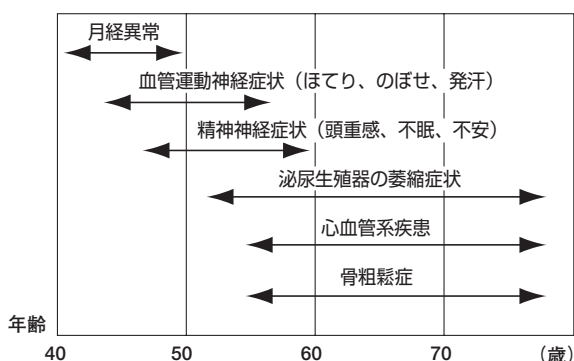 月経異常
血管運動神経症状（ほてり、のぼせ、発汗）
精神神経症状（頭重感、不眠、不安）
泌尿生殖器の萎縮症状
心血管系疾患
骨粗鬆症
年齢
40 50 60 70 （歳）